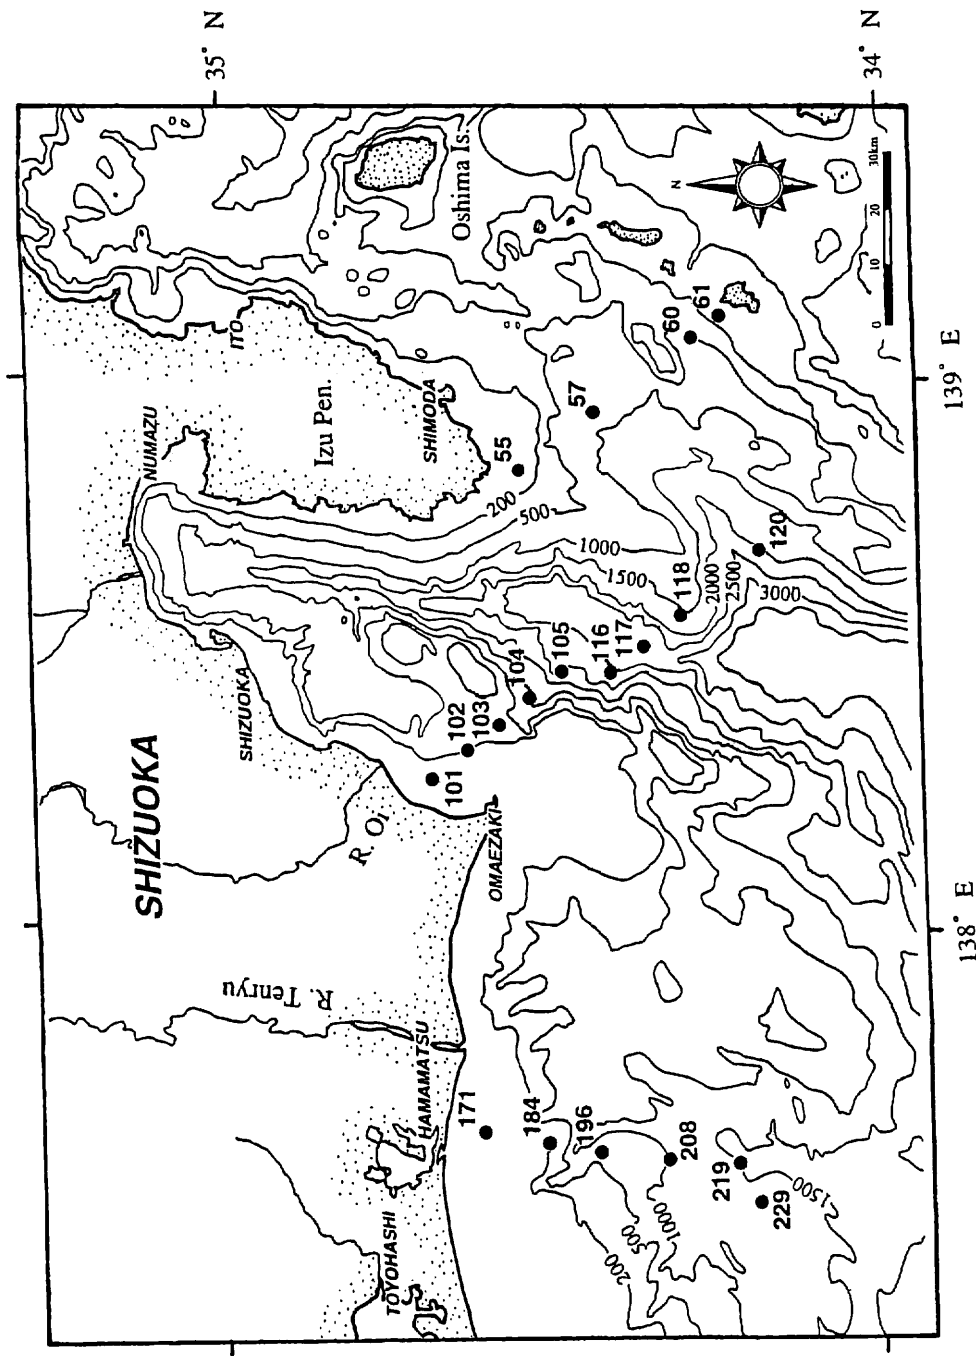 35° N
34° N
139° E
138° E
SHIZUOKA
SHIZUOKA
NUMAZU
ITO
Izu Pen.
SHIMODA
Oshima Is.
R. Oi
OMAEZAKI
R. Tenryu
HAMAMATSU
TOYOHASHI
N
0 10 20 30km
55
57
60
61
101
102
103
104
105
116
117
118
120
171
184
196
208
219
229
200
500
1000
1500
2000
2500
3000
200
500
1000
1500